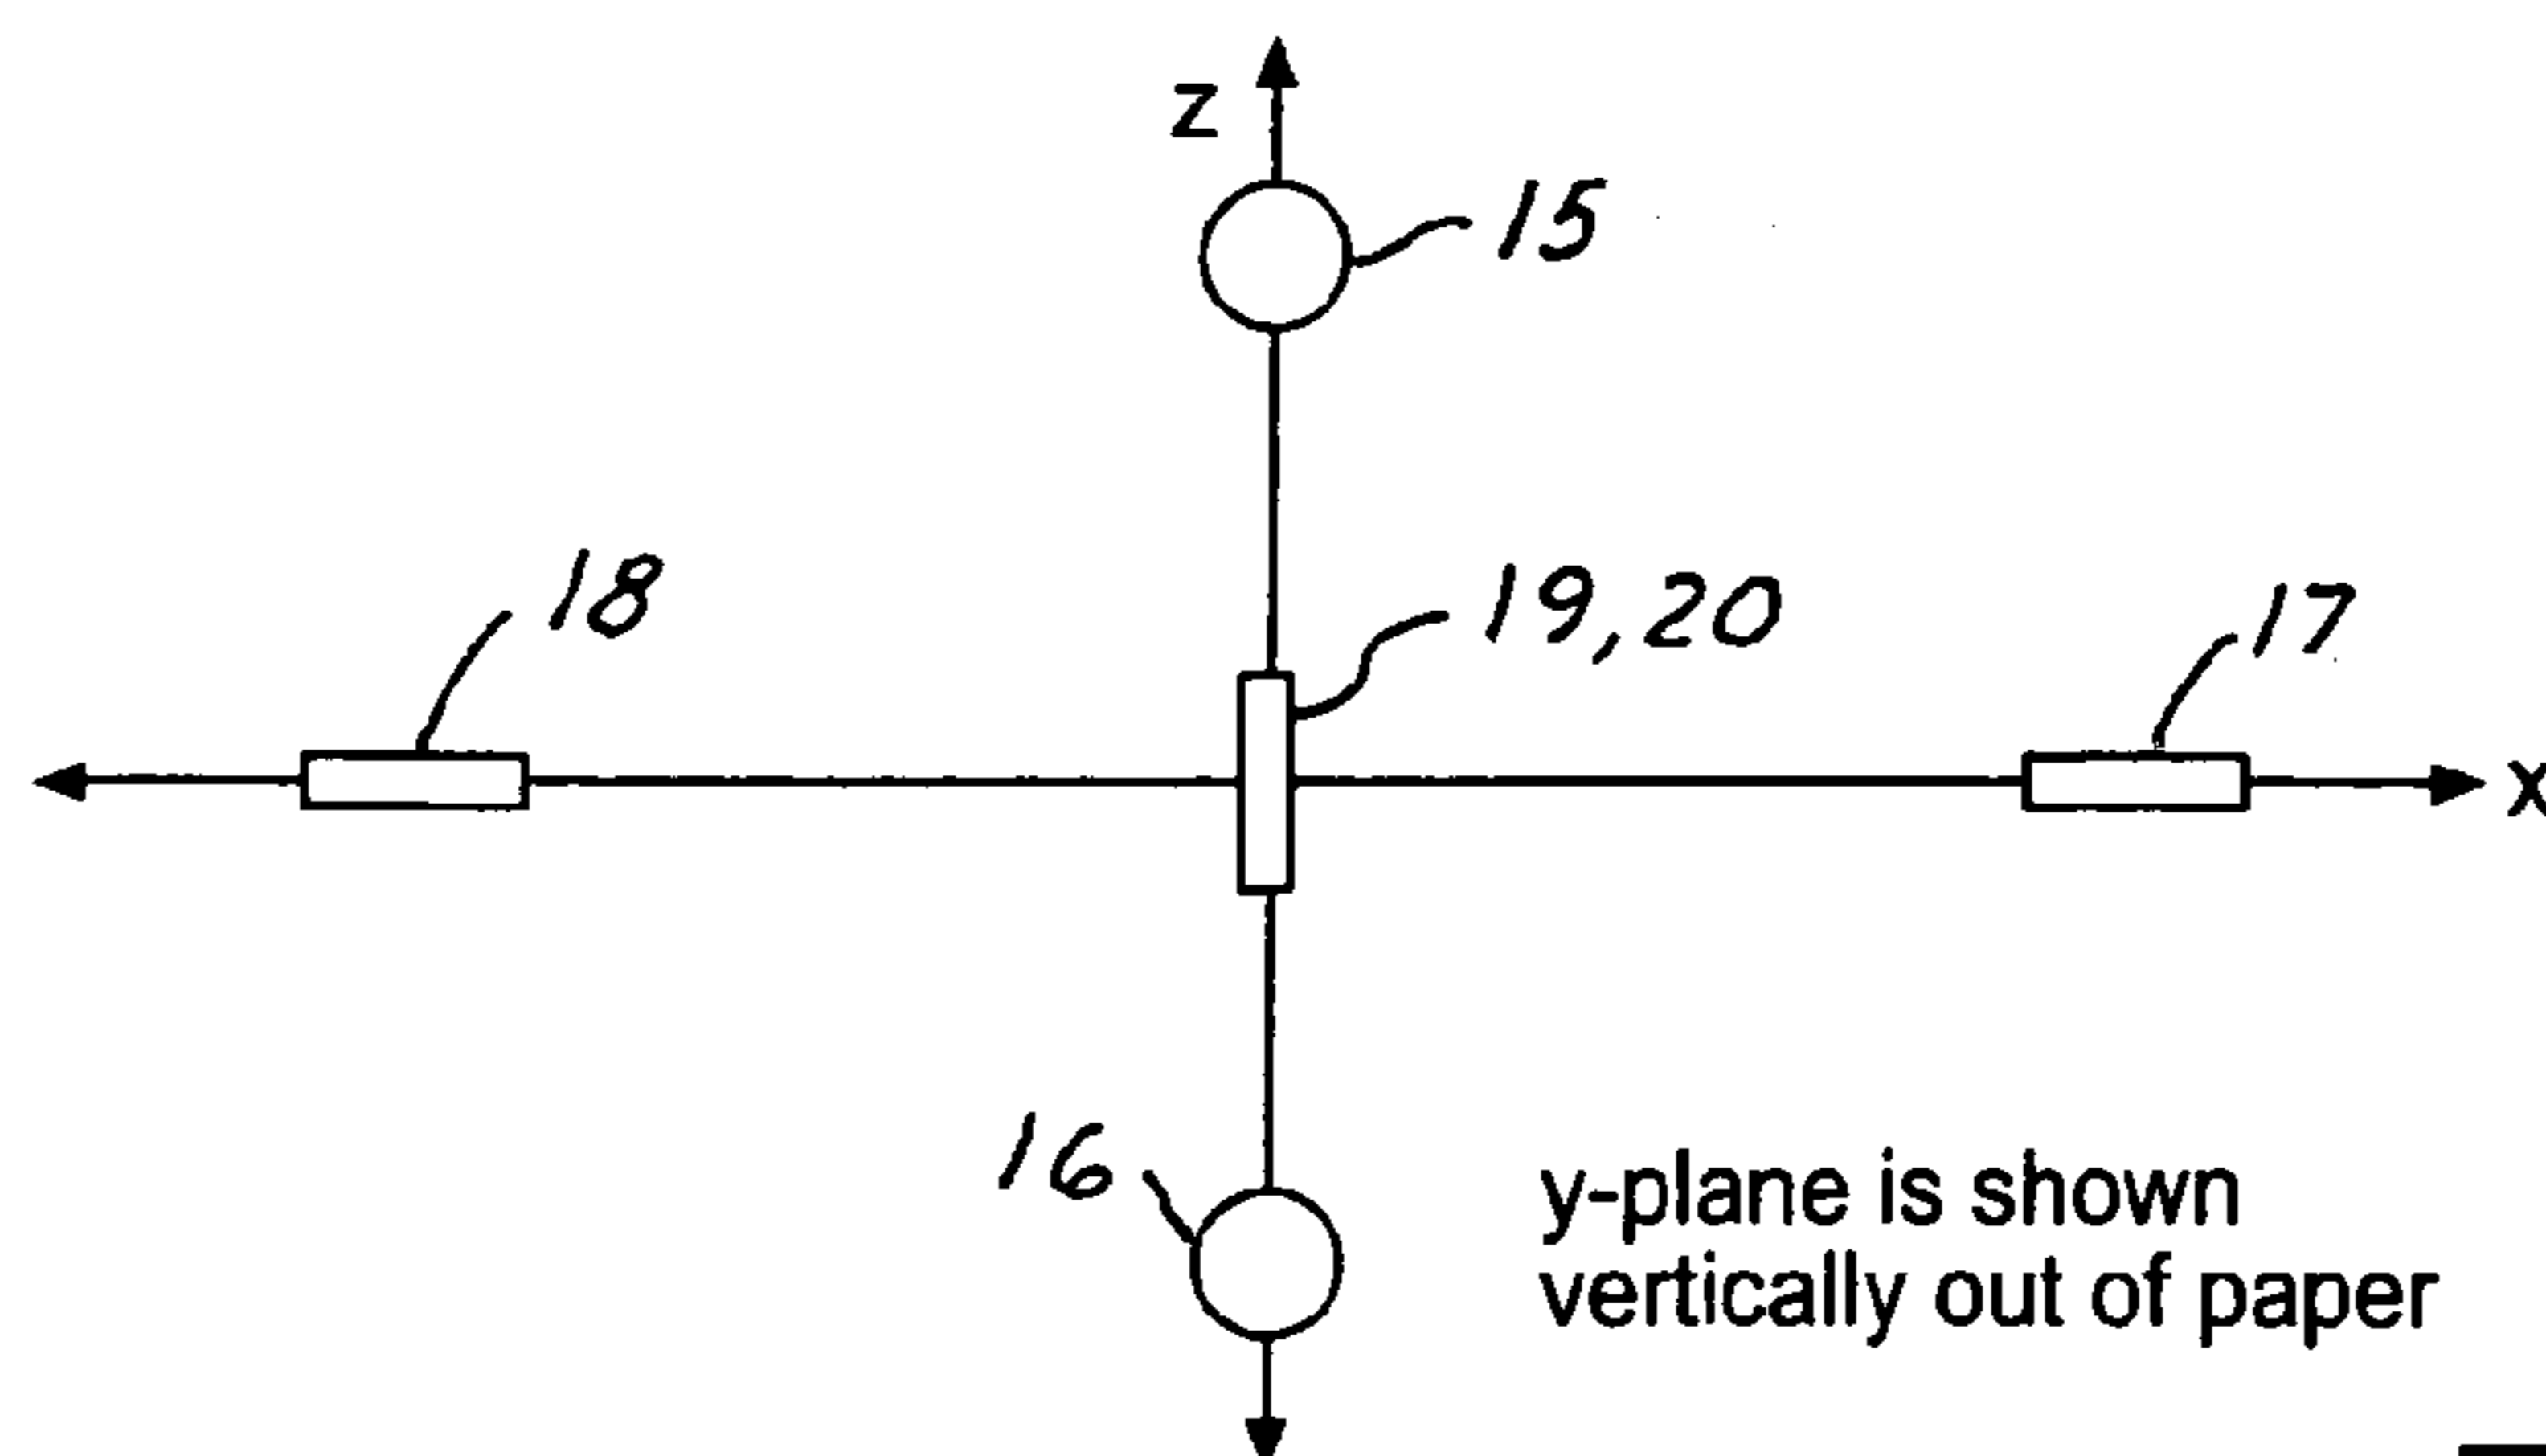 z
15
18
19,20
17
x
16
y-plane is shown
vertically out of paper